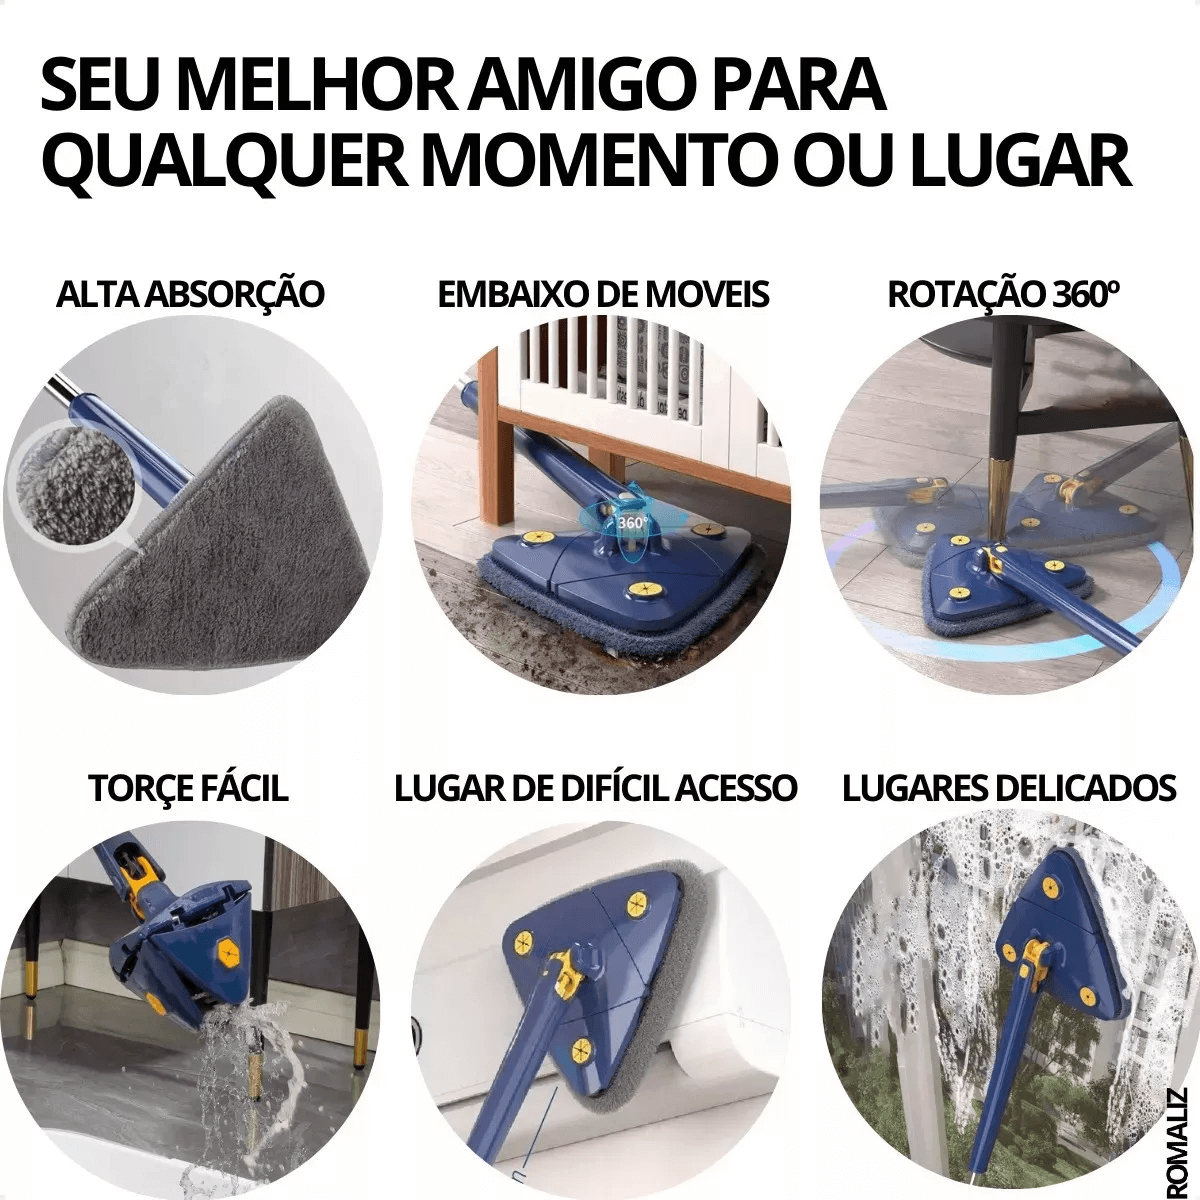 SEU MELHOR AMIGO PARA
QUALQUER MOMENTO OU LUGAR
ALTA ABSORÇÃO
EMBAIXO DE MOVEIS
ROTAÇÃO 360º
360°
TORÇE FÁCIL
LUGAR DE DIFÍCIL ACESSO
LUGARES DELICADOS
ROMALIZ